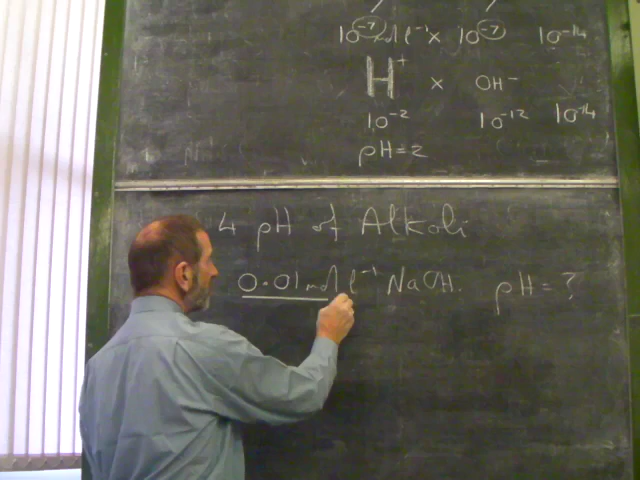 10⁻⁷ mol l⁻¹ x 10⁻⁷ 10⁻¹⁴
H⁺ x OH⁻
10⁻² 10⁻¹² 10⁻¹⁴
pH = 2
4 pH of Alkali
0.01 mol l⁻¹ NaOH. pH = ?